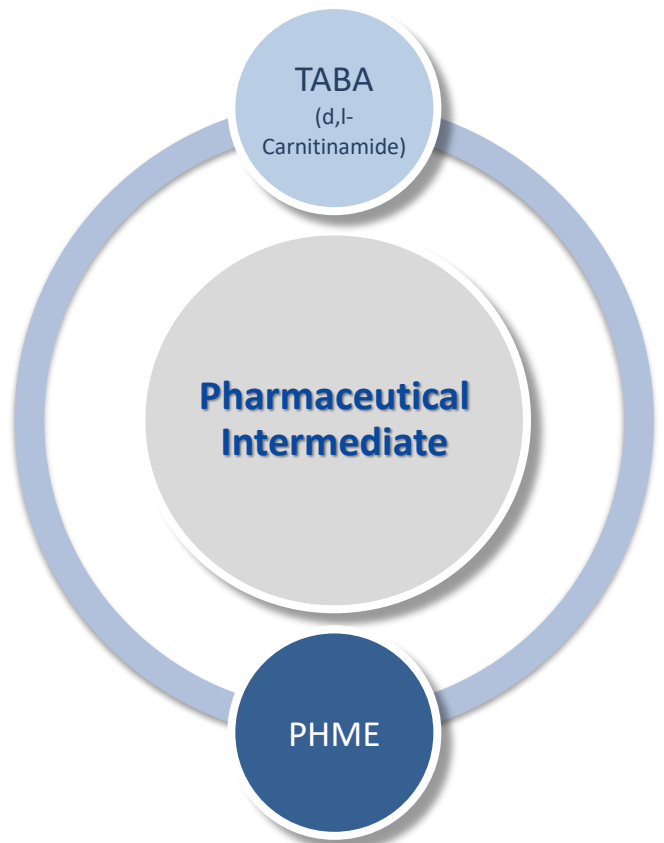 TABA
(d,l-
Carnitinamide)
Pharmaceutical
Intermediate
PHME